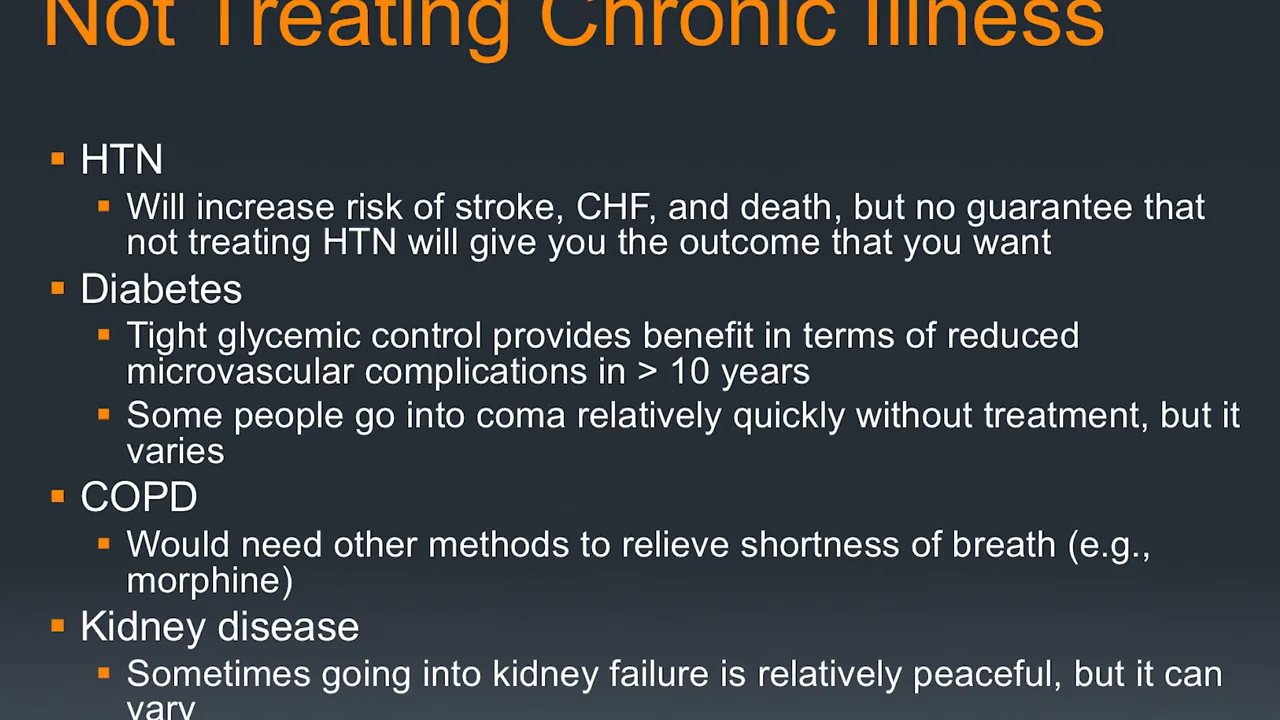 Not Treating Chronic Illness
HTN
Will increase risk of stroke, CHF, and death, but no guarantee that
not treating HTN will give you the outcome that you want
Diabetes
Tight glycemic control provides benefit in terms of reduced
microvascular complications in > 10 years
Some people go into coma relatively quickly without treatment, but it
varies
COPD
Would need other methods to relieve shortness of breath (e.g.,
morphine)
Kidney disease
Sometimes going into kidney failure is relatively peaceful, but it can
vary